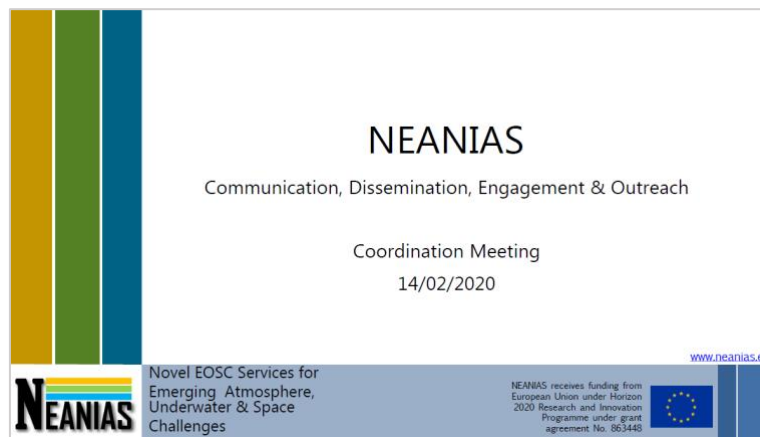 NEANIAS
Communication, Dissemination, Engagement & Outreach
Coordination Meeting
14/02/2020
www.neanias.e
NEANIAS
Novel EOSC Services for
Emerging Atmosphere,
Underwater & Space
Challenges
NEANIAS receives funding from
European Union under Horizon
2020 Research and Innovation
Programme under grant
agreement No. 863448